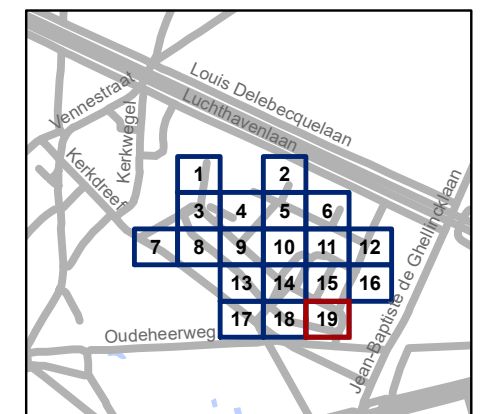 Louis Delebecquelaan
Luchthavenlaan
Vennestraat
Kerkwegel
Kerkdreef
Jean-Baptiste de Ghellincklaan
1 2
3 4 5 6
7 8 9 10 11 12
13 14 15 16
17 18 19
Oudeheerweg